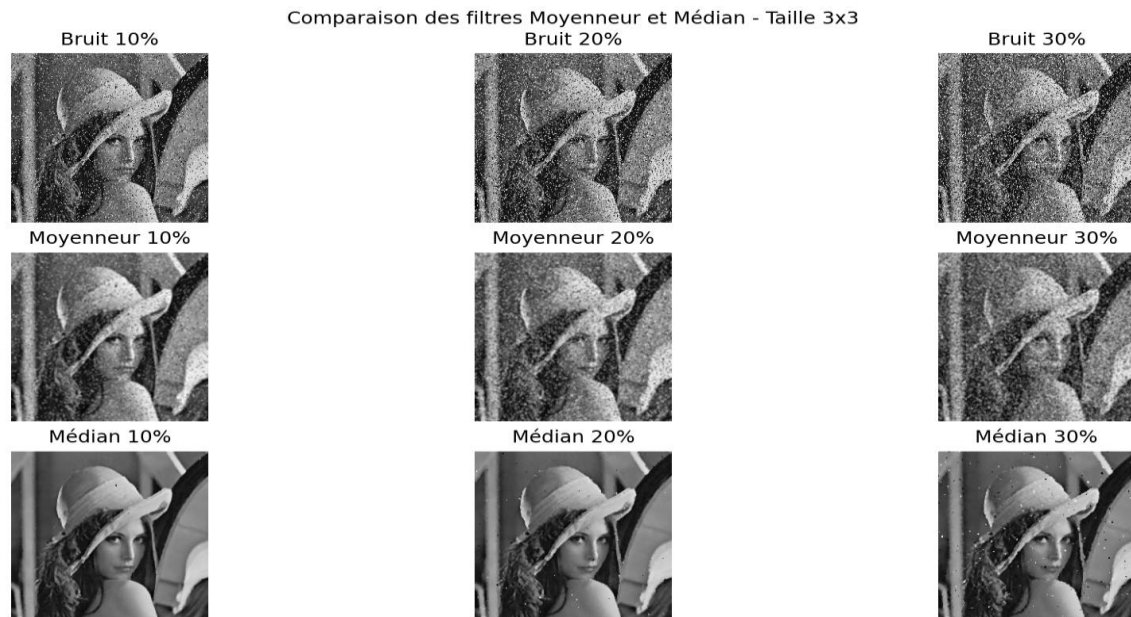 Comparaison des filtres Moyenneur et Médian - Taille 3x3
Bruit 10%
Bruit 20%
Bruit 30%
Moyenneur 10%
Moyenneur 20%
Moyenneur 30%
Médian 10%
Médian 20%
Médian 30%